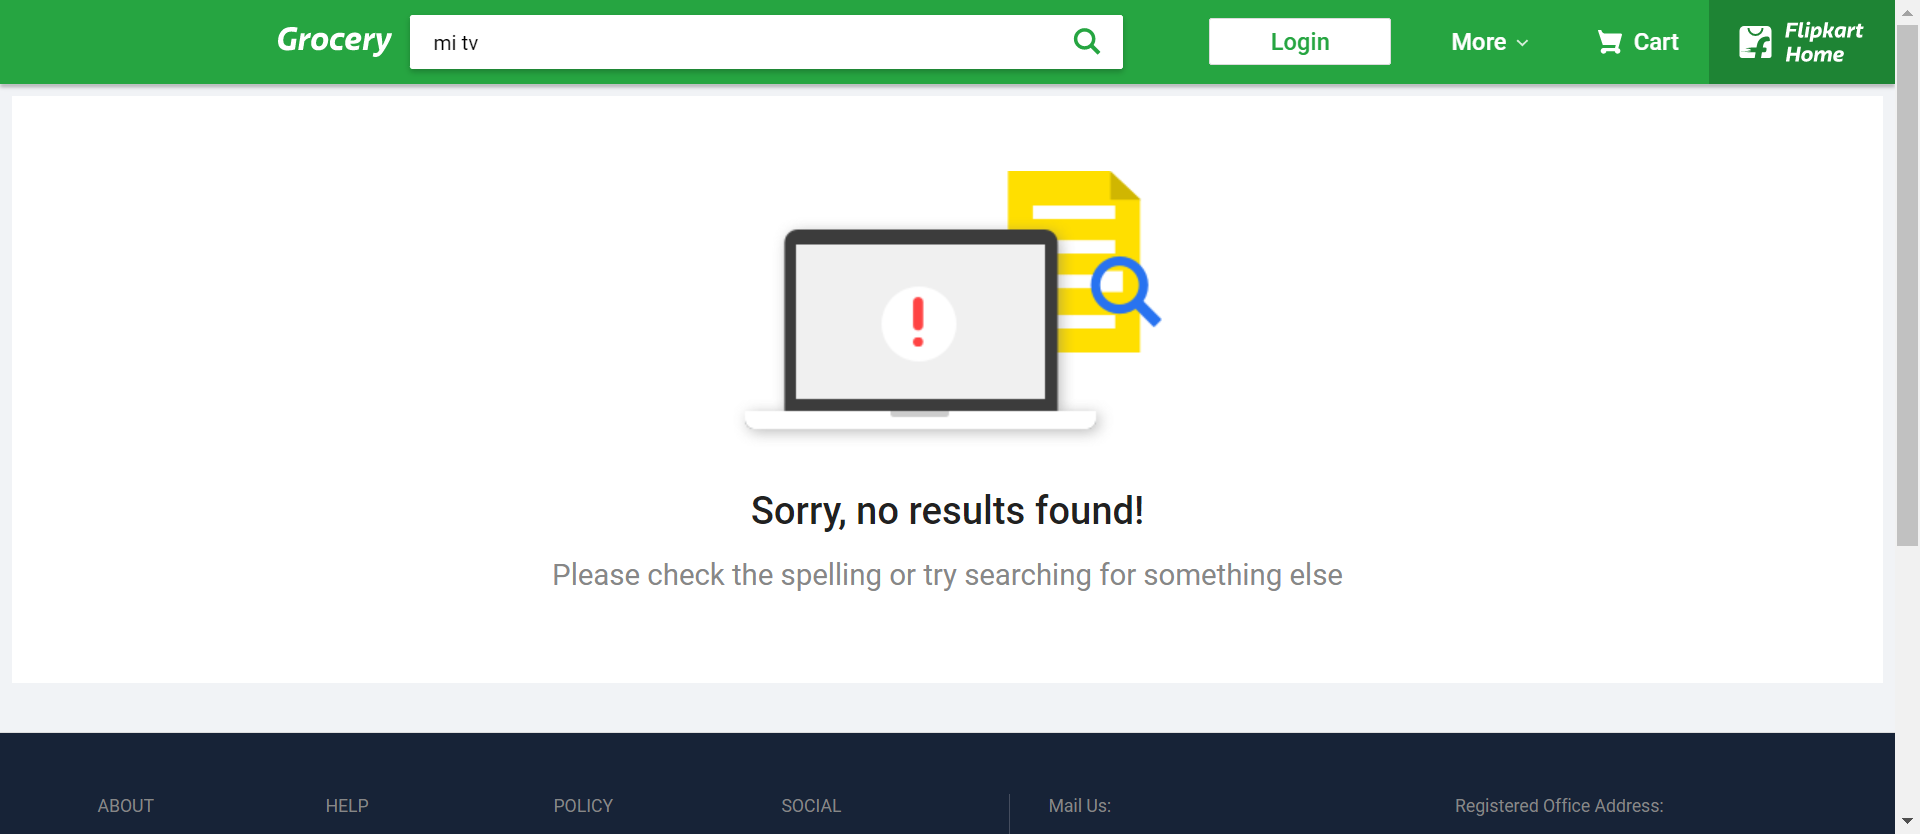 Grocery
mi tv
Login
More
Cart
Flipkart
Home
Sorry, no results found!
Please check the spelling or try searching for something else
ABOUT
HELP
POLICY
SOCIAL
Mail Us:
Registered Office Address: